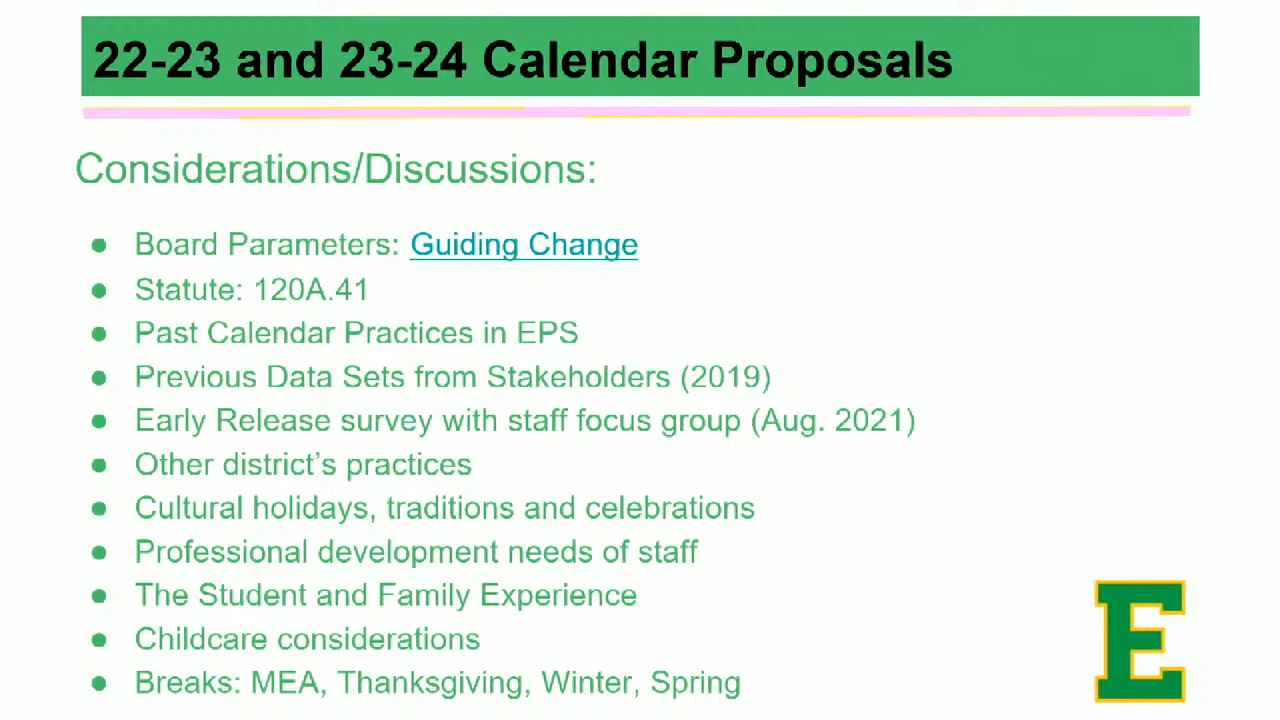 22-23 and 23-24 Calendar Proposals
Considerations/Discussions:
● Board Parameters: Guiding Change
● Statute: 120A.41
● Past Calendar Practices in EPS
● Previous Data Sets from Stakeholders (2019)
● Early Release survey with staff focus group (Aug. 2021)
● Other district's practices
● Cultural holidays, traditions and celebrations
● Professional development needs of staff
● The Student and Family Experience
● Childcare considerations
● Breaks: MEA, Thanksgiving, Winter, Spring
E